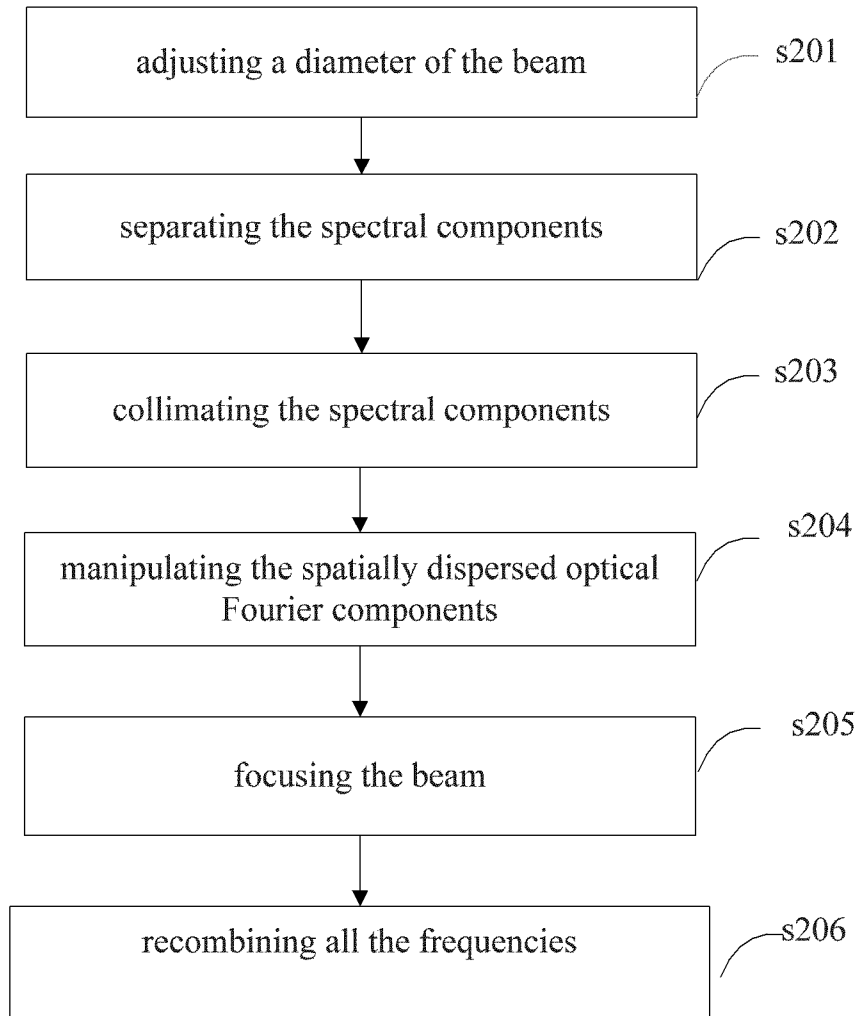 adjusting a diameter of the beam
s201
separating the spectral components
s202
collimating the spectral components
s203
manipulating the spatially dispersed optical
Fourier components
s204
focusing the beam
s205
recombining all the frequencies
s206